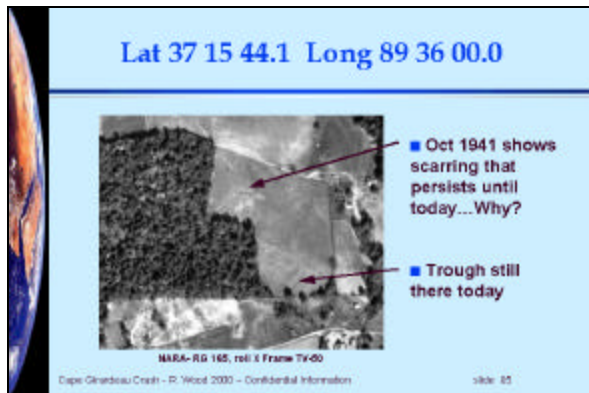 Lat 37 15 44.1 Long 89 36 00.0
Oct 1941 shows
scarring that
persists until
today...Why?
Trough still
there today
NARA- RG 165, roll X Frame TV-50
Cape Girardeau Crash - R. Wood 2000 - Confidential Information
slide 85